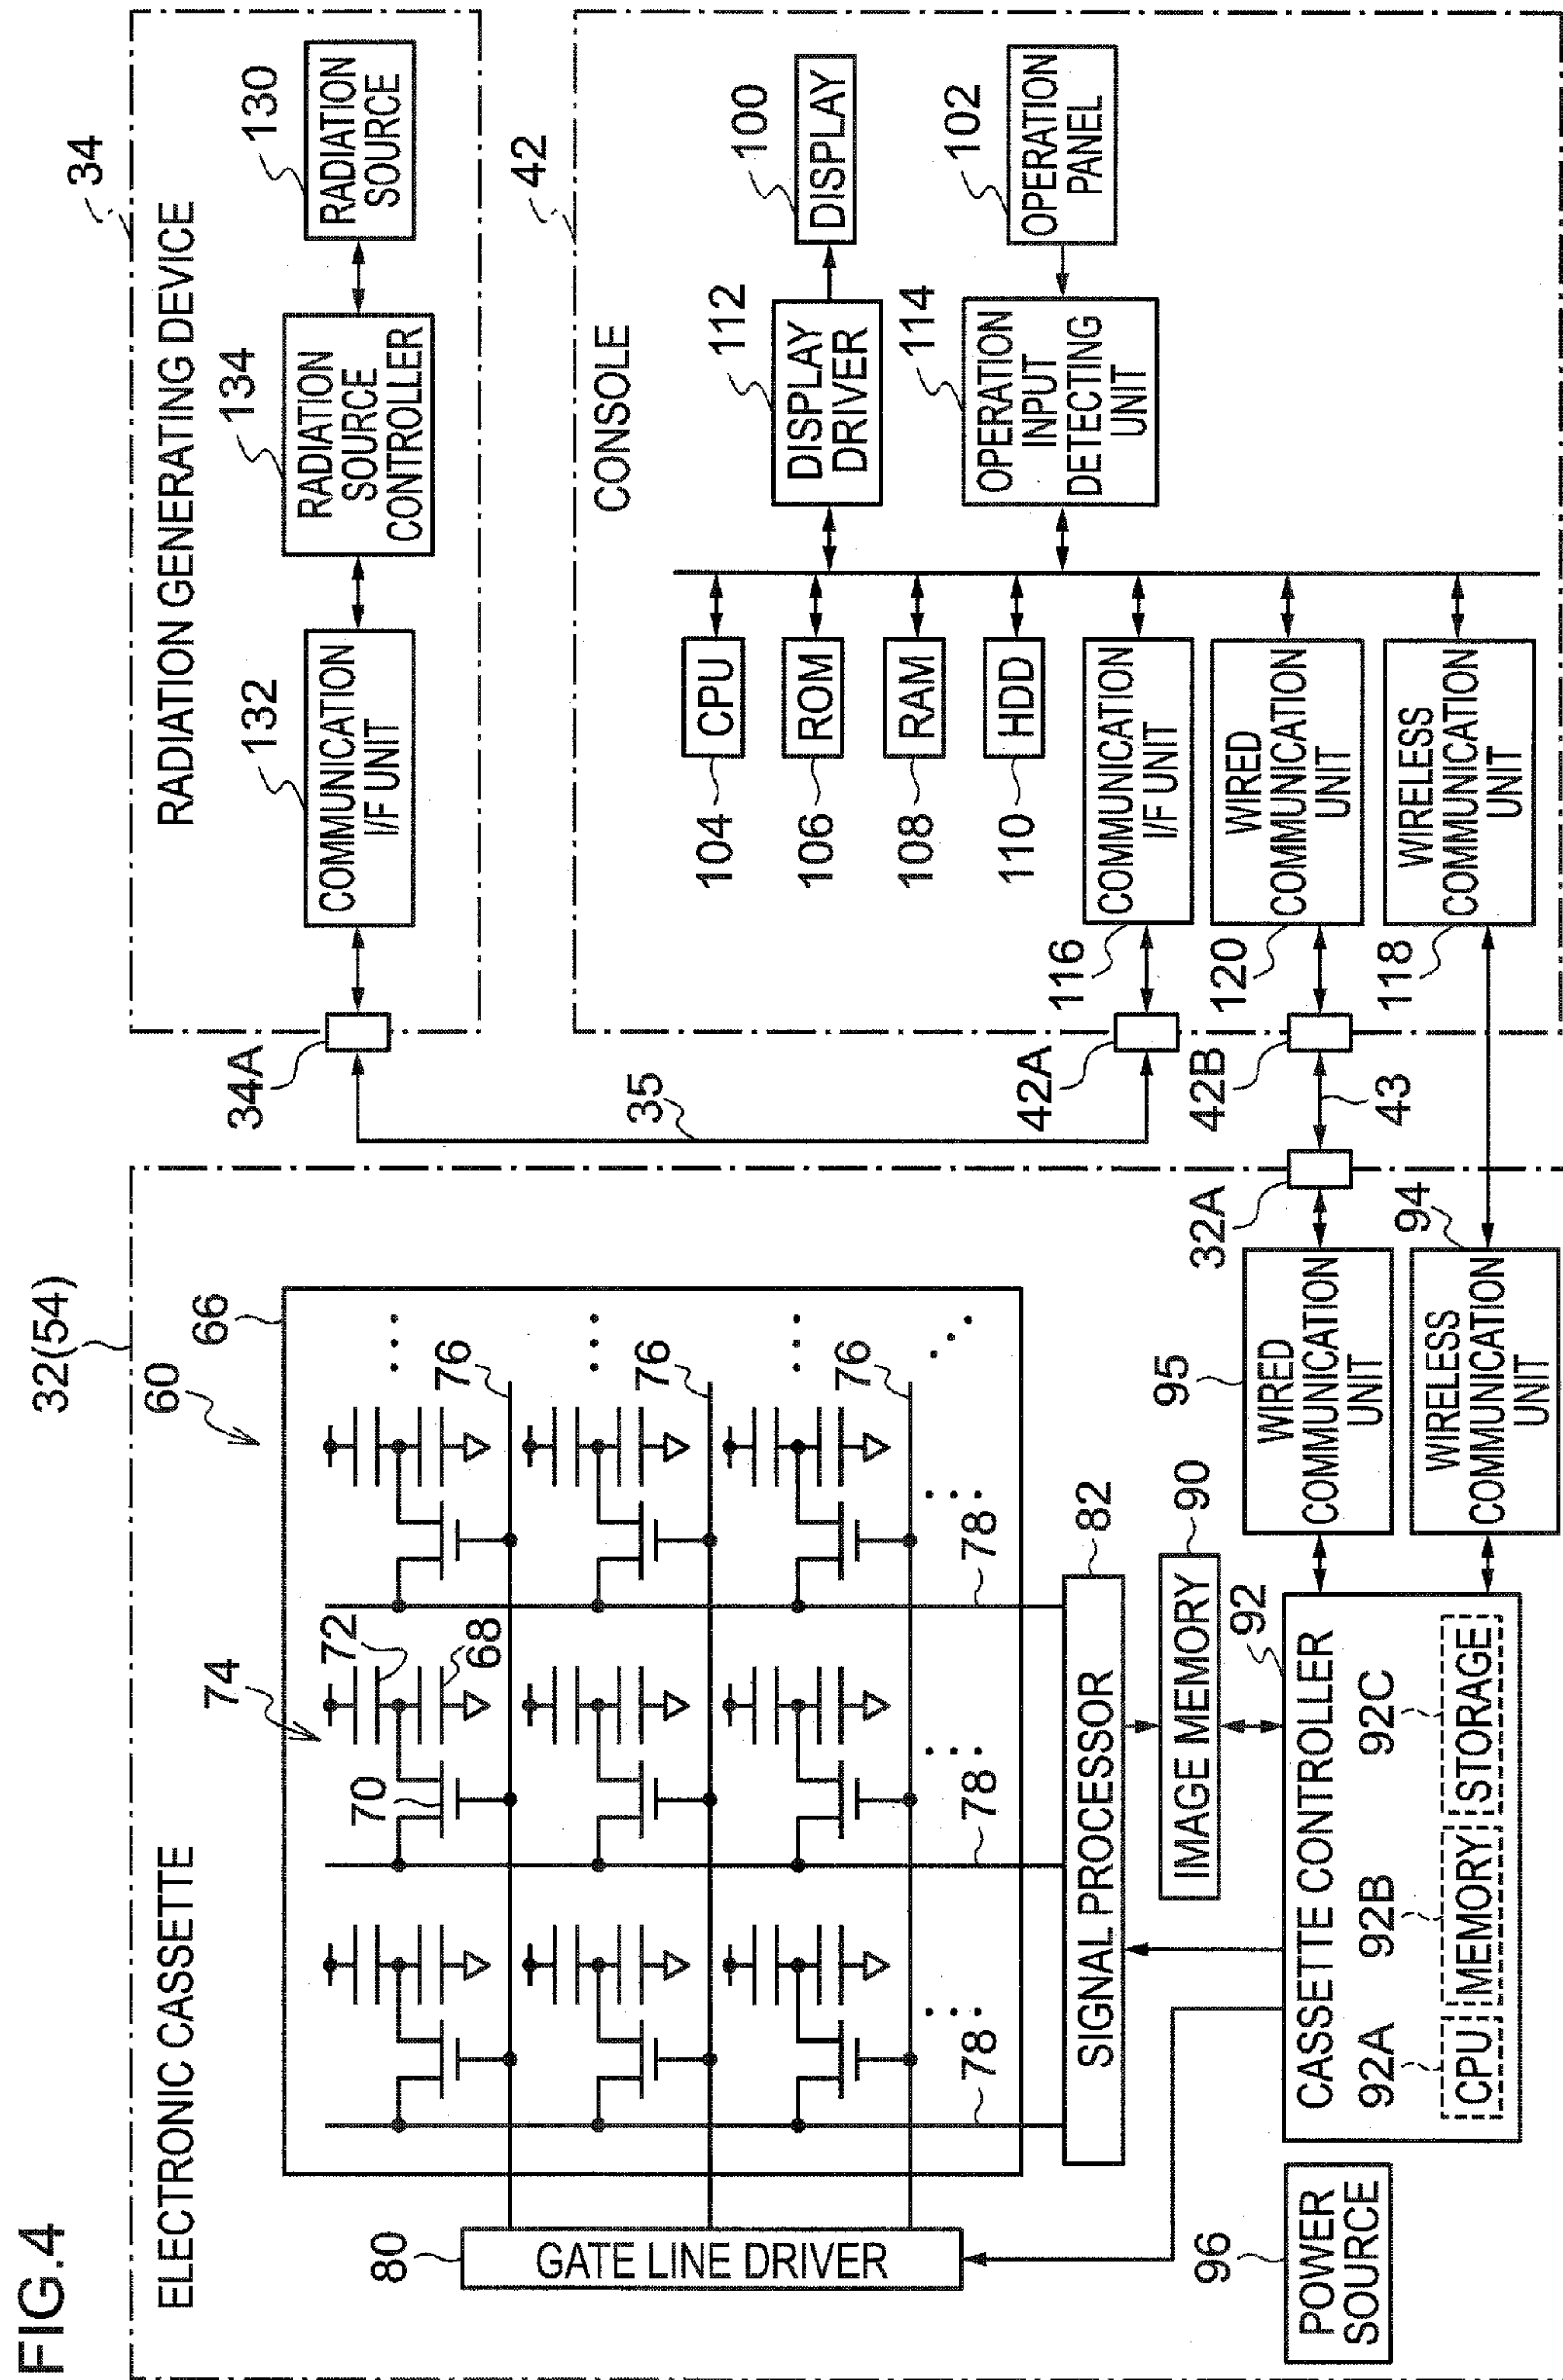 FIG.4
32(54)
ELECTRONIC CASSETTE
60
66
74
72
68
70
76
76
76
78
78
78
80
GATE LINE DRIVER
SIGNAL PROCESSOR
82
IMAGE MEMORY
90
92
CASSETTE CONTROLLER
92A
92B
92C
CPU
MEMORY
STORAGE
96
POWER
SOURCE
95
WIRED
COMMUNICATION
UNIT
94
WIRELESS
COMMUNICATION
UNIT
32A
43
35
34
RADIATION GENERATING DEVICE
34A
132
COMMUNICATION
I/F UNIT
134
RADIATION
SOURCE
CONTROLLER
130
RADIATION
SOURCE
42
CONSOLE
104
CPU
106
ROM
108
RAM
110
HDD
42A
116
COMMUNICATION
I/F UNIT
42B
120
WIRED
COMMUNICATION
UNIT
118
WIRELESS
COMMUNICATION
UNIT
112
DISPLAY
DRIVER
100
DISPLAY
114
OPERATION
INPUT
DETECTING
UNIT
102
OPERATION
PANEL